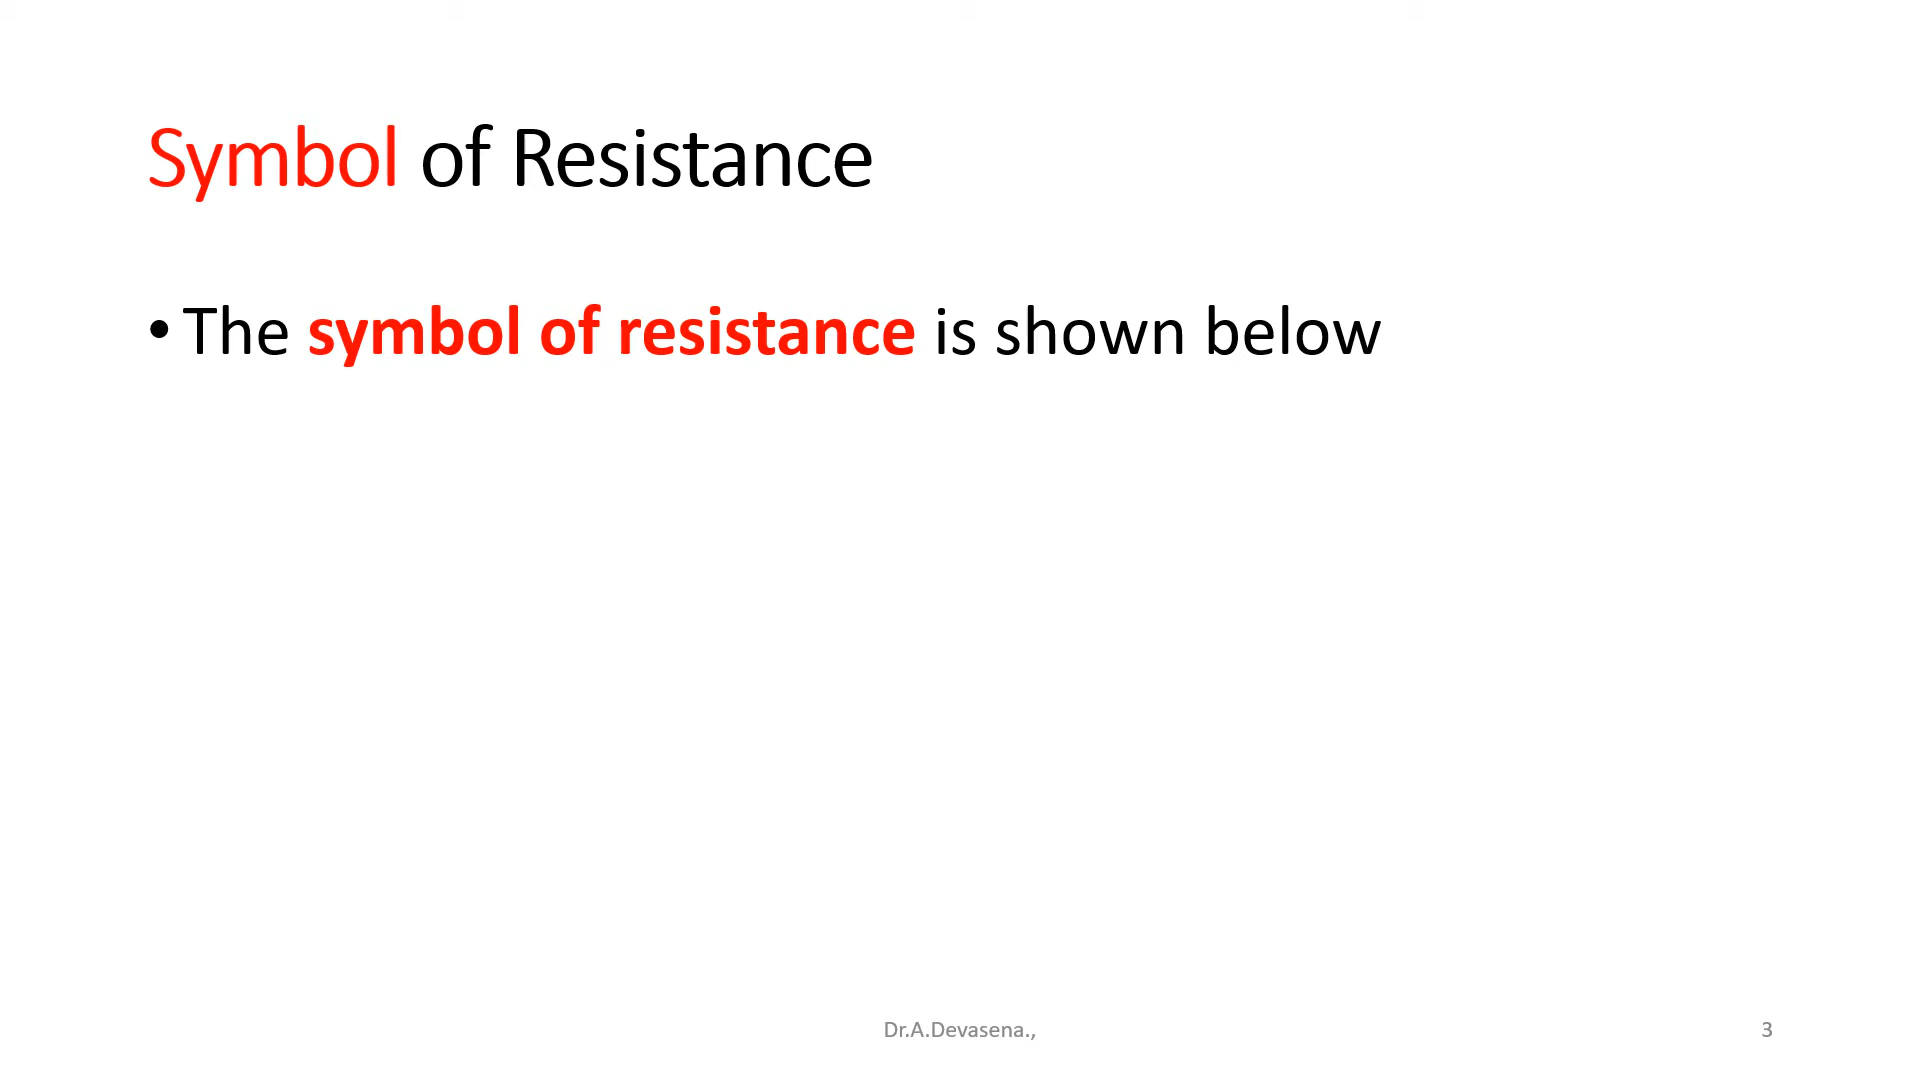 Symbol of Resistance
• The symbol of resistance is shown below
Dr.A.Devasena.,
3